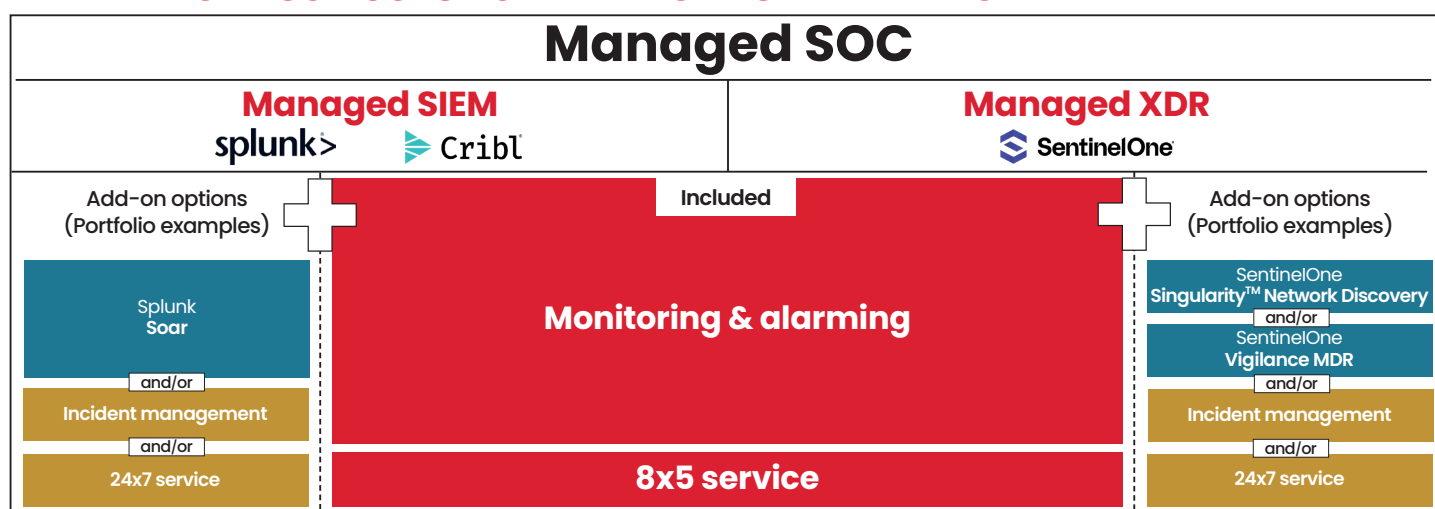 Managed SOC
Managed SIEM
splunk>
Cribl
Managed XDR
SentinelOne
Add-on options
(Portfolio examples)
Splunk
Soar
and/or
Incident management
and/or
24x7 service
Included
Monitoring & alarming
8x5 service
Add-on options
(Portfolio examples)
SentinelOne
Singularity™ Network Discovery
and/or
SentinelOne
Vigilance MDR
and/or
Incident management
and/or
24x7 service